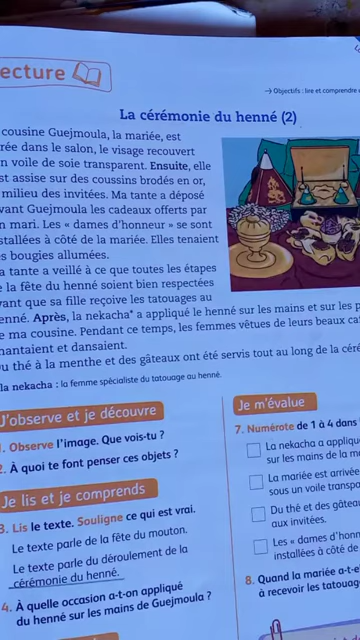 ecture
→ Objectifs : lire et comprendre
La cérémonie du henné (2)
cousine Guejmoula, la mariée, est
rée dans le salon, le visage recouvert
n voile de soie transparent. Ensuite, elle
st assise sur des coussins brodés en or,
milieu des invitées. Ma tante a déposé
vant Guejmoula les cadeaux offerts par
n mari. Les « dames d'honneur » se sont
stallées à côté de la mariée. Elles tenaient
s bougies allumées.
a tante a veillé à ce que toutes les étapes
e la fête du henné soient bien respectées
vant que sa fille reçoive les tatouages au
enné. Après, la nekacha* a appliqué le henné sur les mains et sur les p
e ma cousine. Pendant ce temps, les femmes vêtues de leurs beaux ca
hantaient et dansaient.
u thé à la menthe et des gâteaux ont été servis tout au long de la céré
la nekacha : la femme spécialiste du tatouage au henné.
J'observe et je découvre
1. Observe l'image. Que vois-tu ?
2. À quoi te font penser ces objets ?
Je lis et je comprends
3. Lis le texte. Souligne ce qui est vrai.
Le texte parle de la fête du mouton.
Le texte parle du déroulement de la
cérémonie du henné.
4. À quelle occasion a-t-on appliqué
du henné sur les mains de Guejmoula ?
Je m'évalue
7. Numérote de 1 à 4 dans
La nekacha a appliqu
sur les mains de la m
La mariée est arrivée
sous un voile transpa
Du thé et des gâtea
aux invitées.
Les « dames d'honn
installées à côté de
8. Quand la mariée a-t-e
à recevoir les tatouag